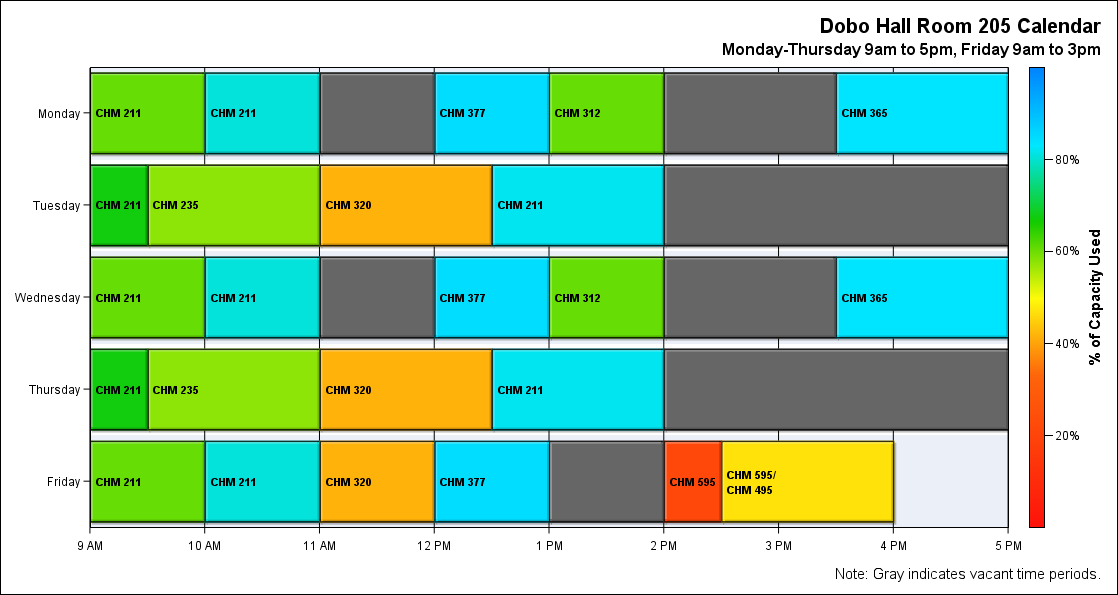 Dobo Hall Room 205 Calendar
Monday-Thursday 9am to 5pm, Friday 9am to 3pm
Monday
CHM 211
CHM 211
CHM 377
CHM 312
CHM 365
Tuesday
CHM 211
CHM 235
CHM 320
CHM 211
Wednesday
CHM 211
CHM 211
CHM 377
CHM 312
CHM 365
Thursday
CHM 211
CHM 235
CHM 320
CHM 211
Friday
CHM 211
CHM 211
CHM 320
CHM 377
CHM 595
CHM 595/
CHM 495
9 AM
10 AM
11 AM
12 PM
1 PM
2 PM
3 PM
4 PM
5 PM
80%
60%
40%
20%
% of Capacity Used
Note: Gray indicates vacant time periods.